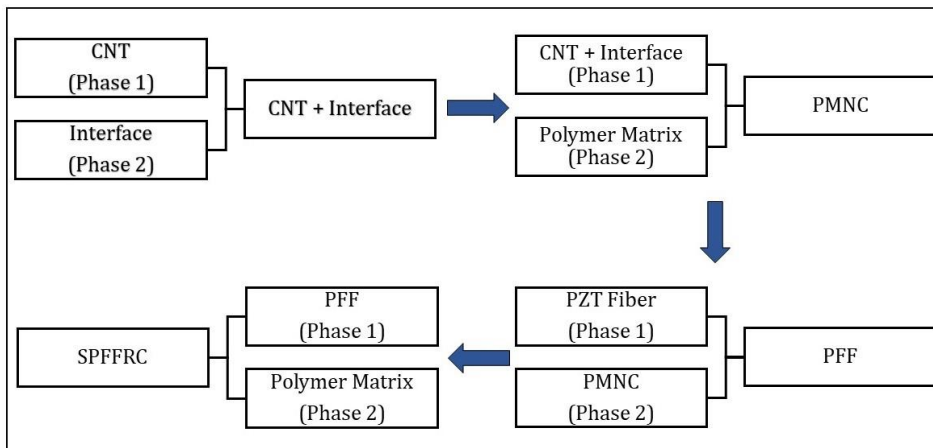 CNT
(Phase 1)
Interface
(Phase 2)
CNT + Interface
CNT + Interface
(Phase 1)
Polymer Matrix
(Phase 2)
PMNC
PZT Fiber
(Phase 1)
PMNC
(Phase 2)
PFF
PFF
(Phase 1)
Polymer Matrix
(Phase 2)
SPFFRC